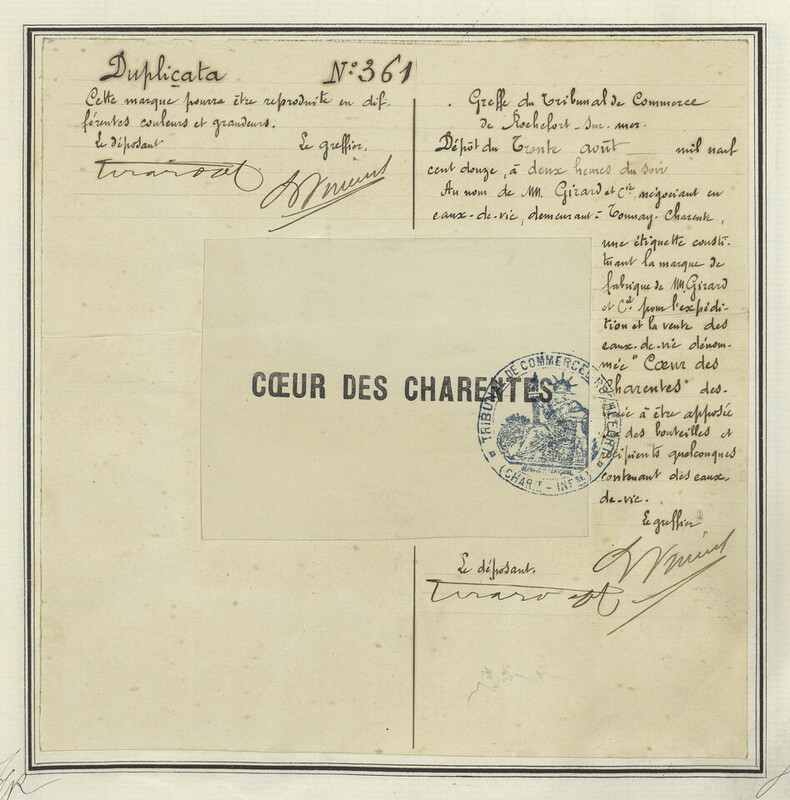 Duplicata N° 361
Cette marque pourra être reproduite en dif-
férentes couleurs et grandeurs.
Le déposant Le greffier.
Greffe du Tribunal de Commerce
de Rochefort-sur-mer.
Dépôt du Trente août mil neuf
cent douze, à deux heures du soir
Au nom de MM. Girard et Cie, négociant en
eaux-de-vie, demeurant à Tonnay-Charente,
une étiquette consti-
tuant la marque de
fabrique de MM. Girard
et Cie pour l'expédi-
tion et la vente des
eaux-de-vie dénom-
mée "Cœur des
Charentes" des-
tinée à être apposée
sur des bouteilles et
récipients quelconques
contenant des eaux-
de-vie.
Le greffier
Le déposant.
CŒUR DES CHARENTES
TRIBUNAL DE COMMERCE DE ROCHEFORT
(CHARTE - INFRE)